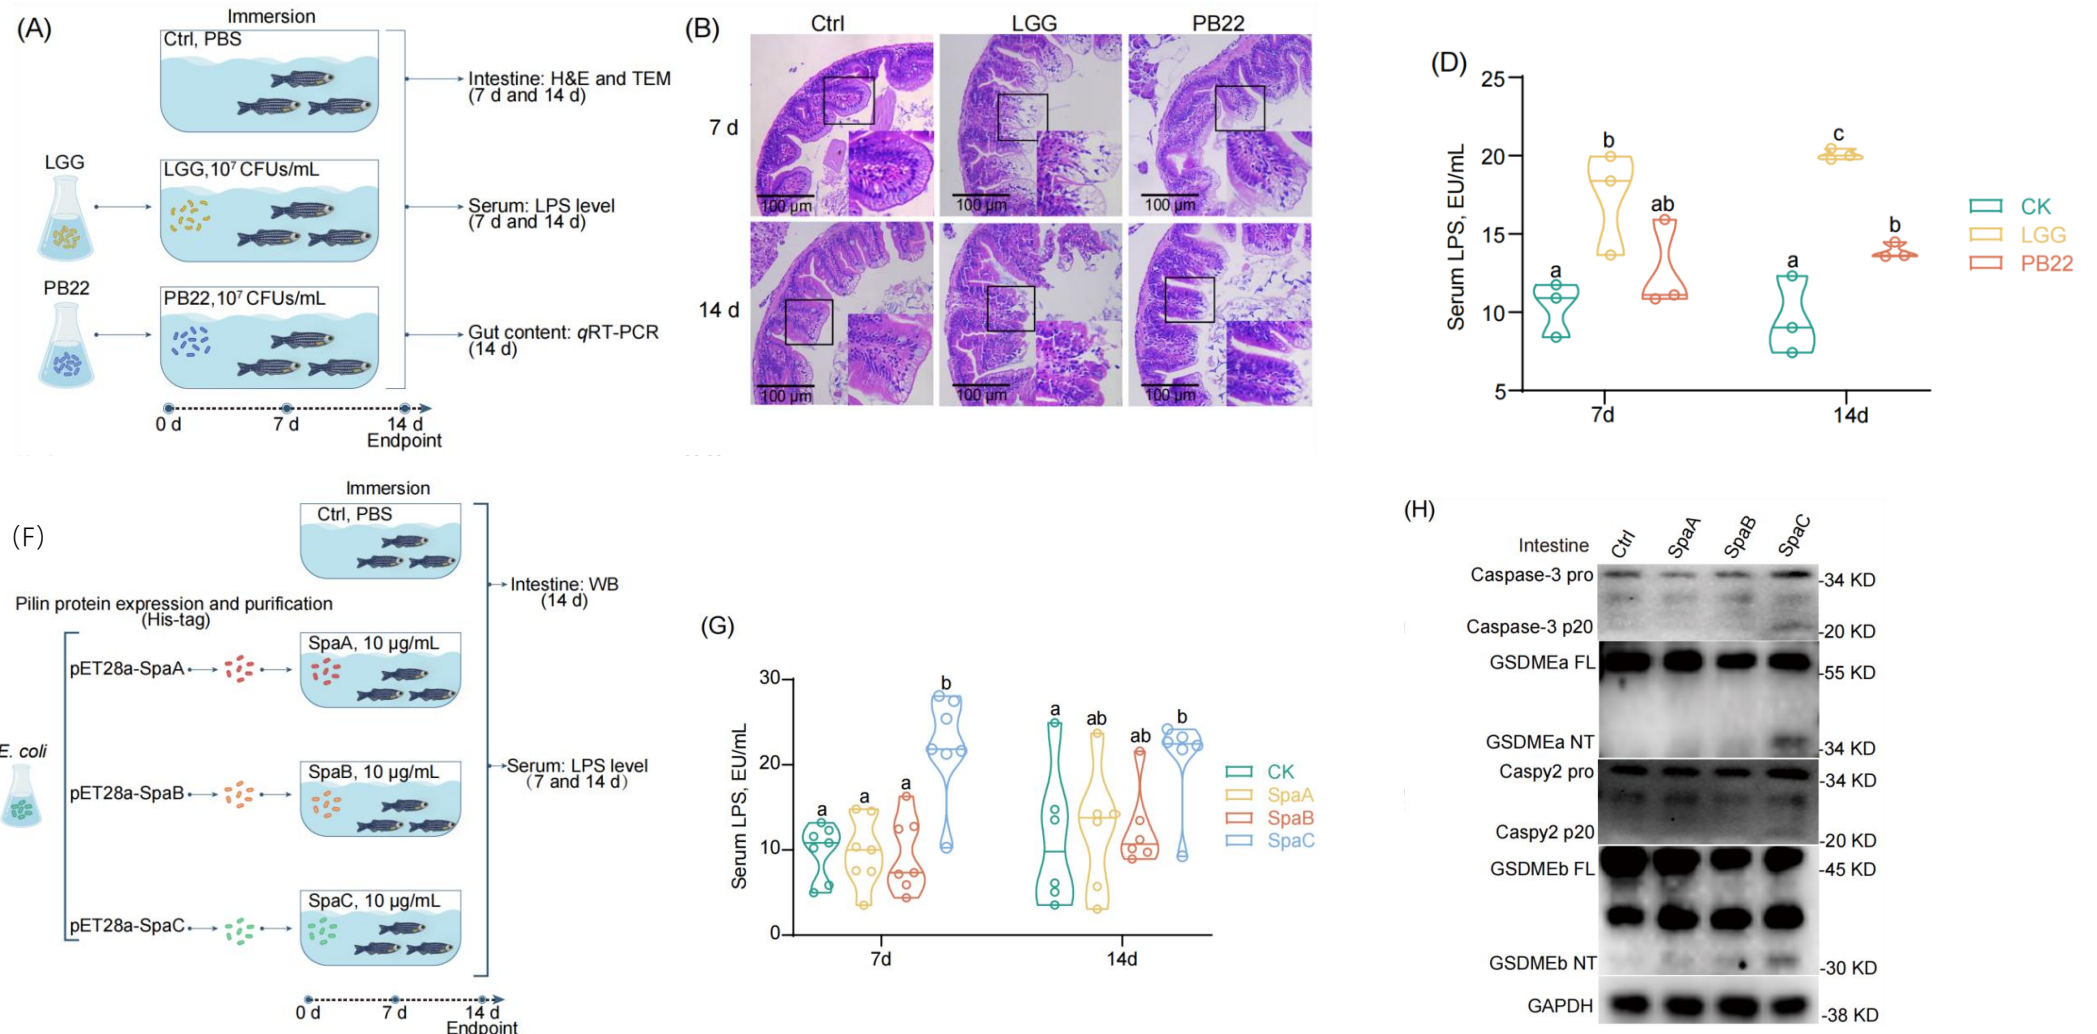 (A)
Immersion
Ctrl, PBS
LGG
LGG,10⁷ CFUs/mL
PB22
PB22,10⁷ CFUs/mL
Intestine: H&E and TEM
(7 d and 14 d)
Serum: LPS level
(7 d and 14 d)
Gut content: qRT-PCR
(14 d)
0 d 7 d 14 d
Endpoint
(B)
Ctrl LGG PB22
7 d
100 μm 100 μm 100 μm
14 d
100 μm 100 μm 100 μm
(D)
Serum LPS, EU/mL
25
20
15
10
5
a b ab a c b
7d 14d
CK
LGG
PB22
(F)
Immersion
Ctrl, PBS
Pilin protein expression and purification
(His-tag)
E. coli
pET28a-SpaA
SpaA, 10 μg/mL
pET28a-SpaB
SpaB, 10 μg/mL
pET28a-SpaC
SpaC, 10 μg/mL
Intestine: WB
(14 d)
Serum: LPS level
(7 and 14 d)
0 d 7 d 14 d
Endpoint
(G)
Serum LPS, EU/mL
30
20
10
0
a a a b a ab ab b
7d 14d
CK
SpaA
SpaB
SpaC
(H)
Intestine Ctrl SpaA SpaB SpaC
Caspase-3 pro -34 KD
Caspase-3 p20 -20 KD
GSDMEa FL -55 KD
GSDMEa NT -34 KD
Caspy2 pro -34 KD
Caspy2 p20 -20 KD
GSDMEb FL -45 KD
GSDMEb NT -30 KD
GAPDH -38 KD